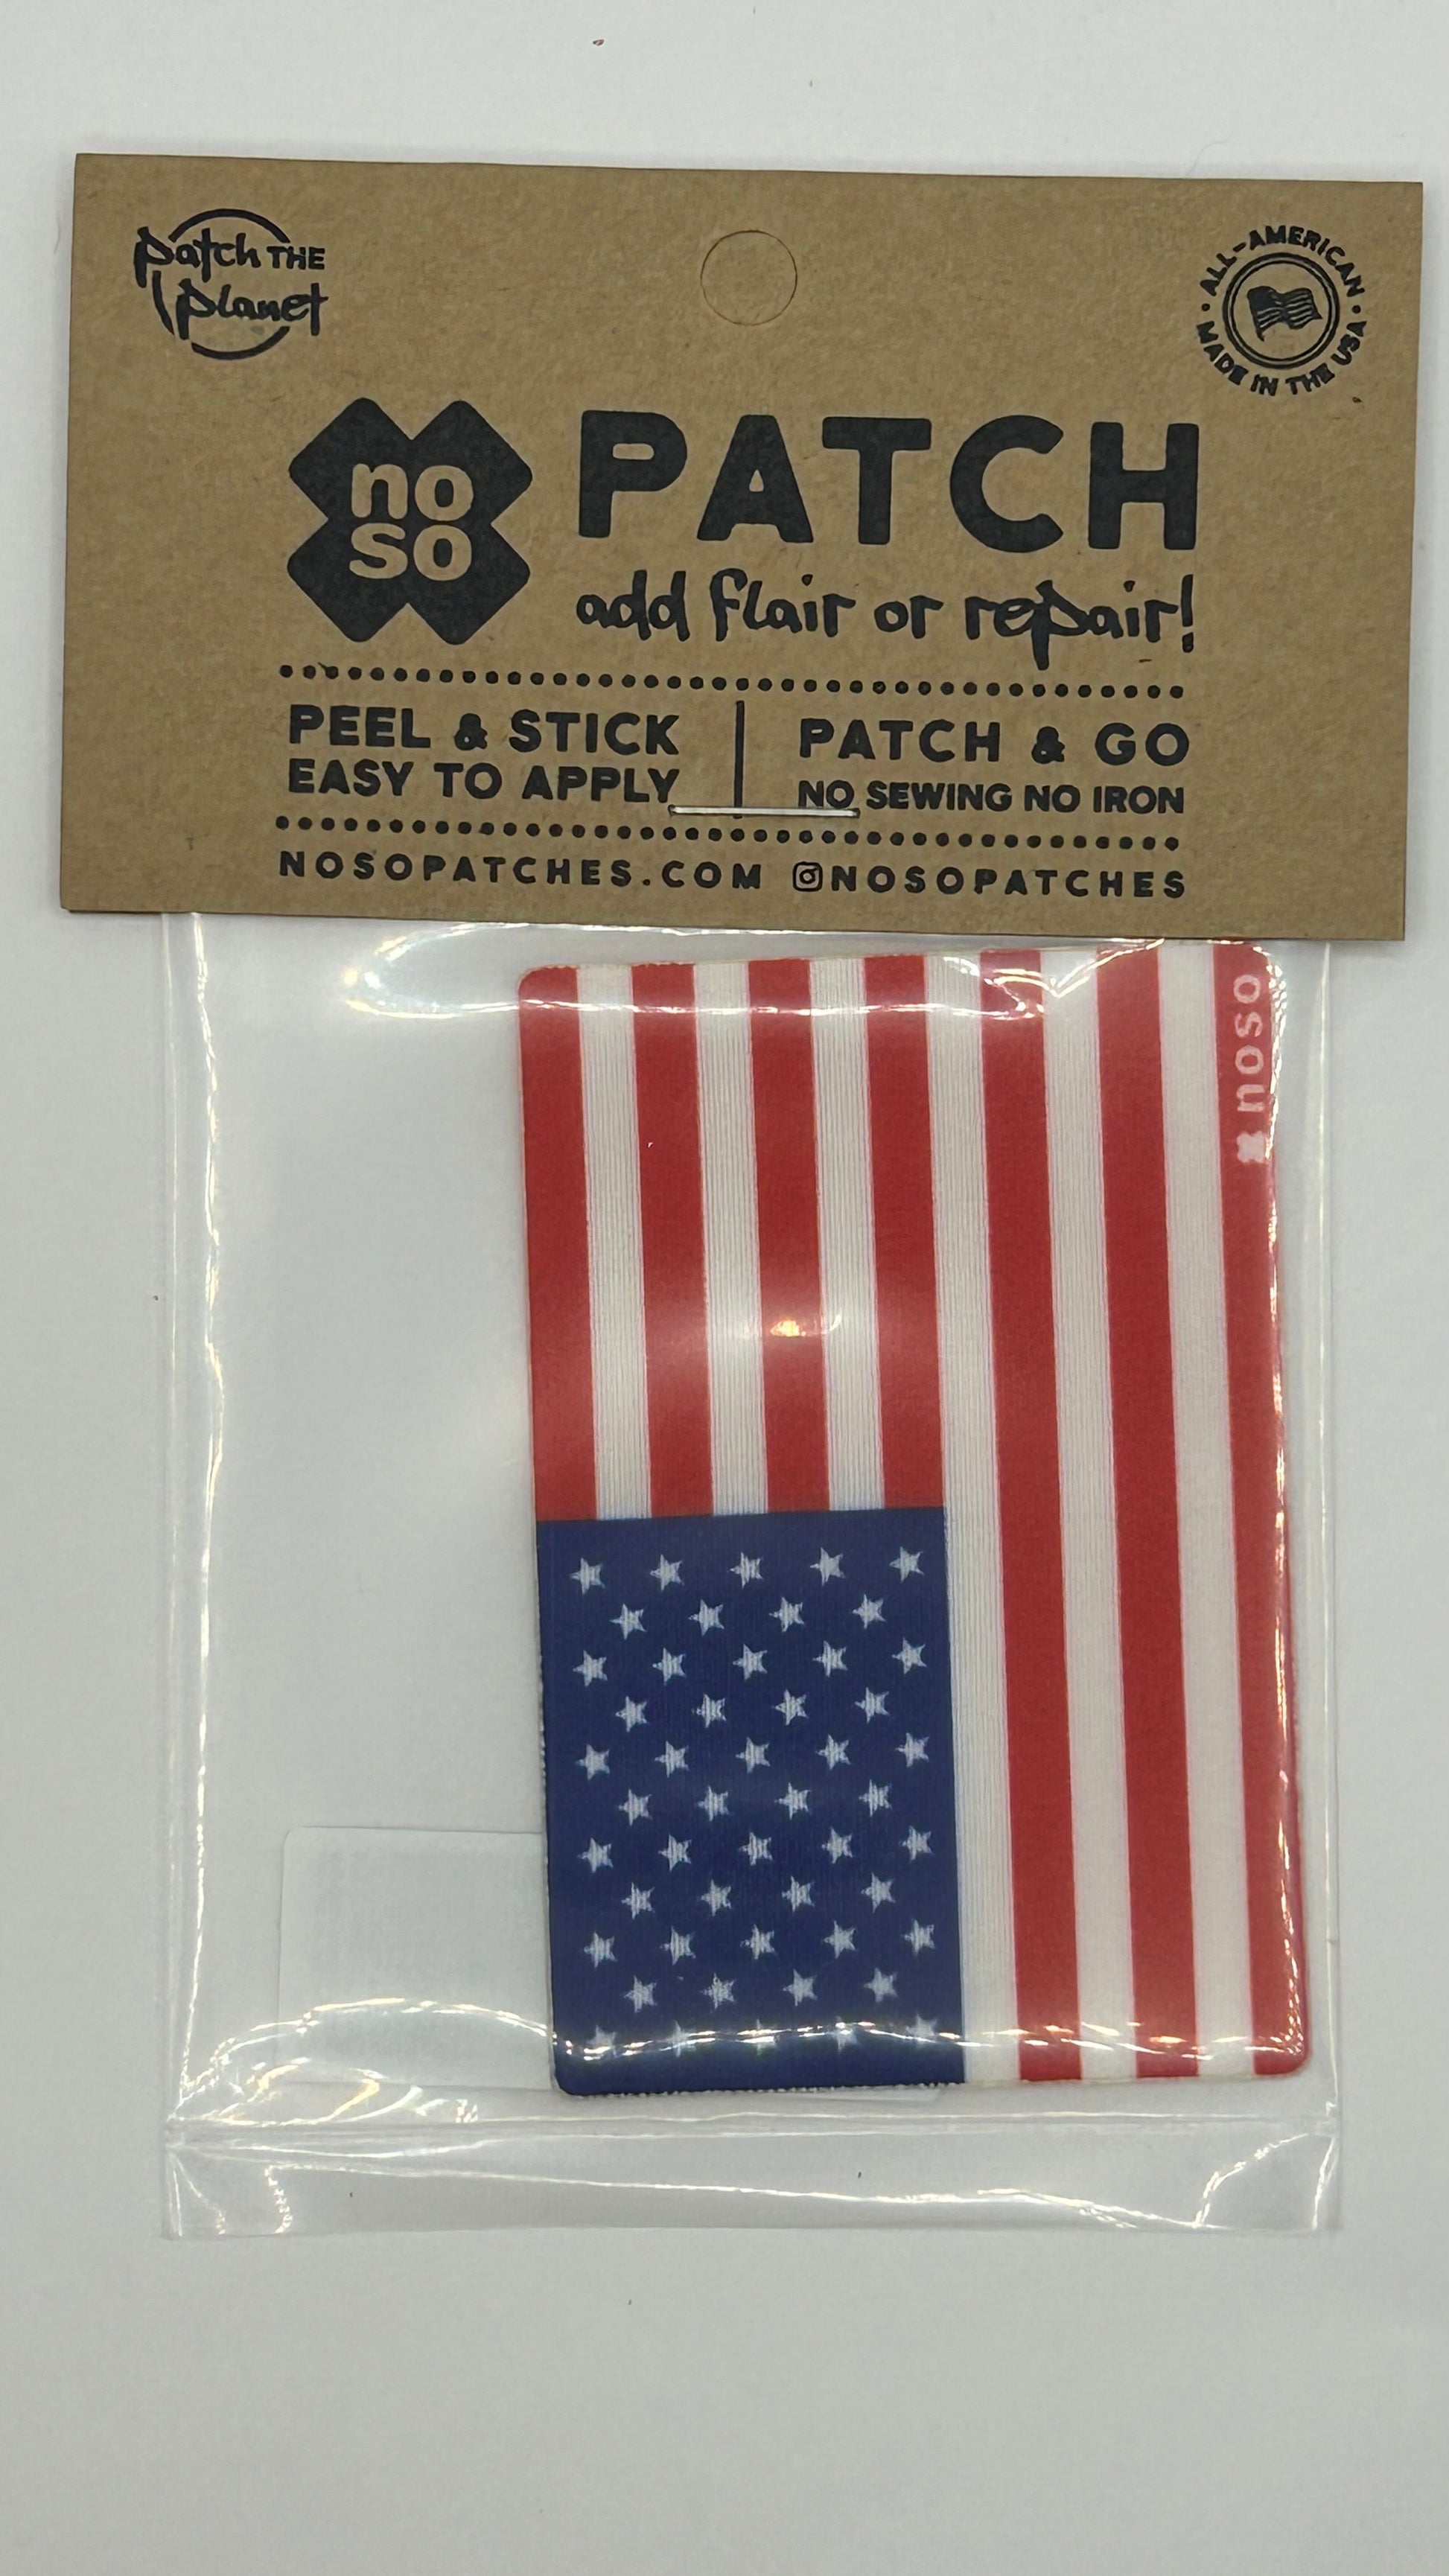 patch THE
planet
ALL-AMERICAN
MADE IN THE USA
no
so
PATCH
add flair or repair!
PEEL & STICK
EASY TO APPLY
PATCH & GO
NO SEWING NO IRON
NOSOPATCHES.COM NOSOPATCHES
noso